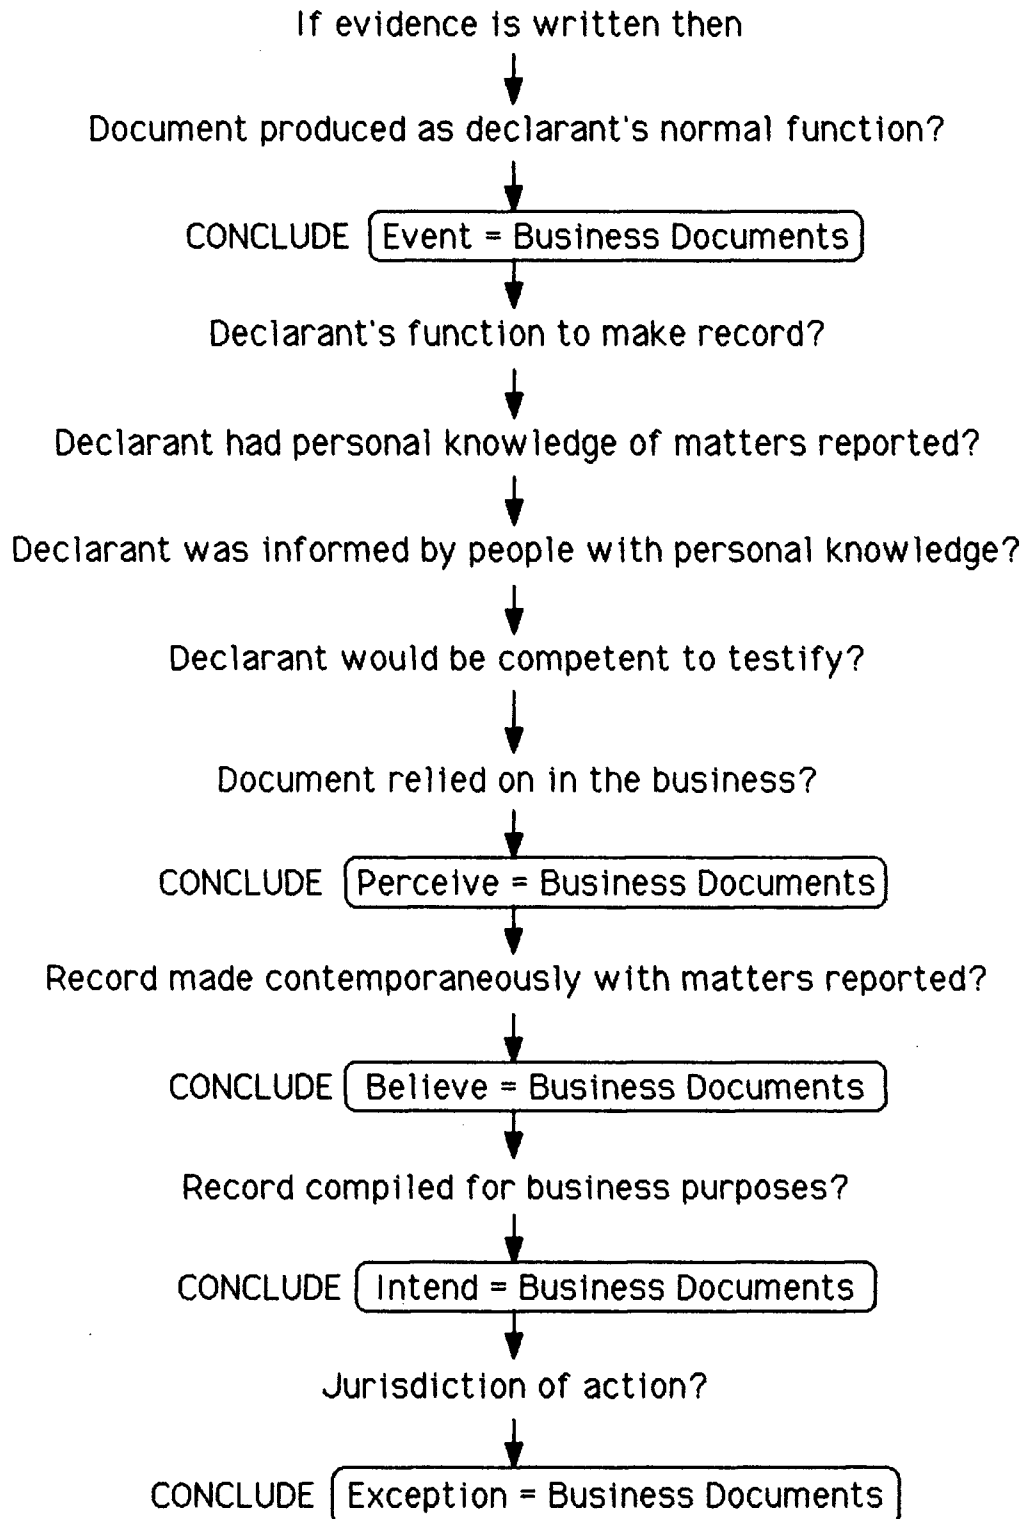 If evidence is written then
Document produced as declarant's normal function?
CONCLUDE Event = Business Documents
Declarant's function to make record?
Declarant had personal knowledge of matters reported?
Declarant was informed by people with personal knowledge?
Declarant would be competent to testify?
Document relied on in the business?
CONCLUDE Perceive = Business Documents
Record made contemporaneously with matters reported?
CONCLUDE Believe = Business Documents
Record compiled for business purposes?
CONCLUDE Intend = Business Documents
Jurisdiction of action?
CONCLUDE Exception = Business Documents